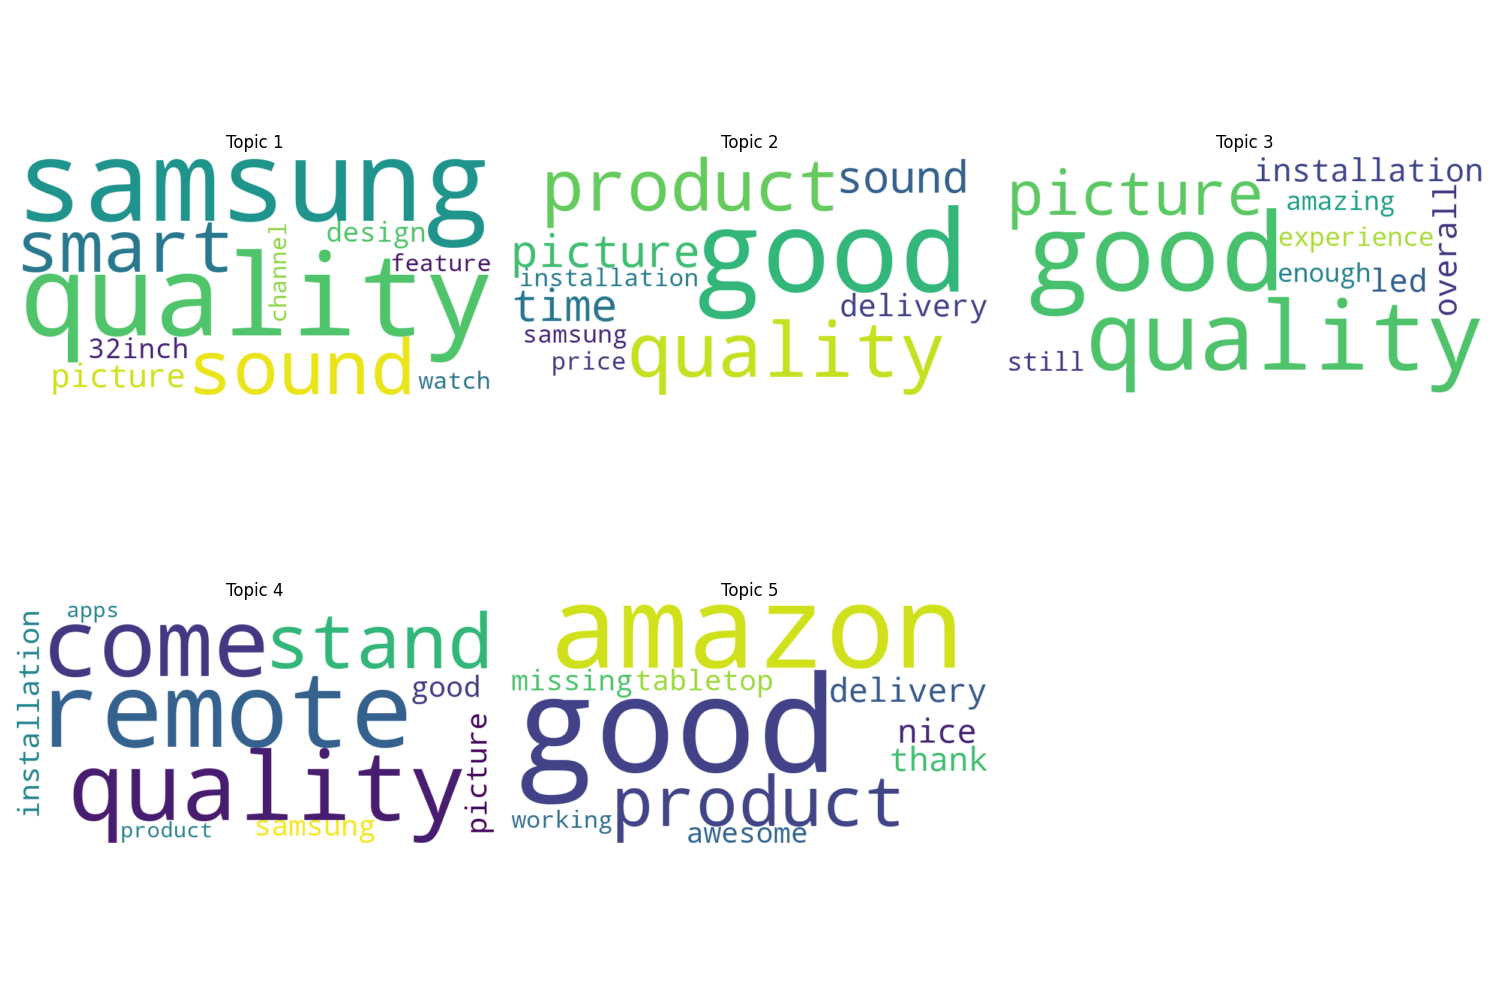 Topic 1
samsung
smart
channel
design
feature
quality
32inch
picture
sound
watch
Topic 2
product
sound
picture
good
installation
time
delivery
samsung
price
quality
Topic 3
picture
installation
amazing
good
experience
overall
enough
led
quality
still
Topic 4
apps
come
stand
installation
remote
good
picture
quality
product
samsung
Topic 5
amazon
missing
tabletop
delivery
good
nice
thank
product
working
awesome